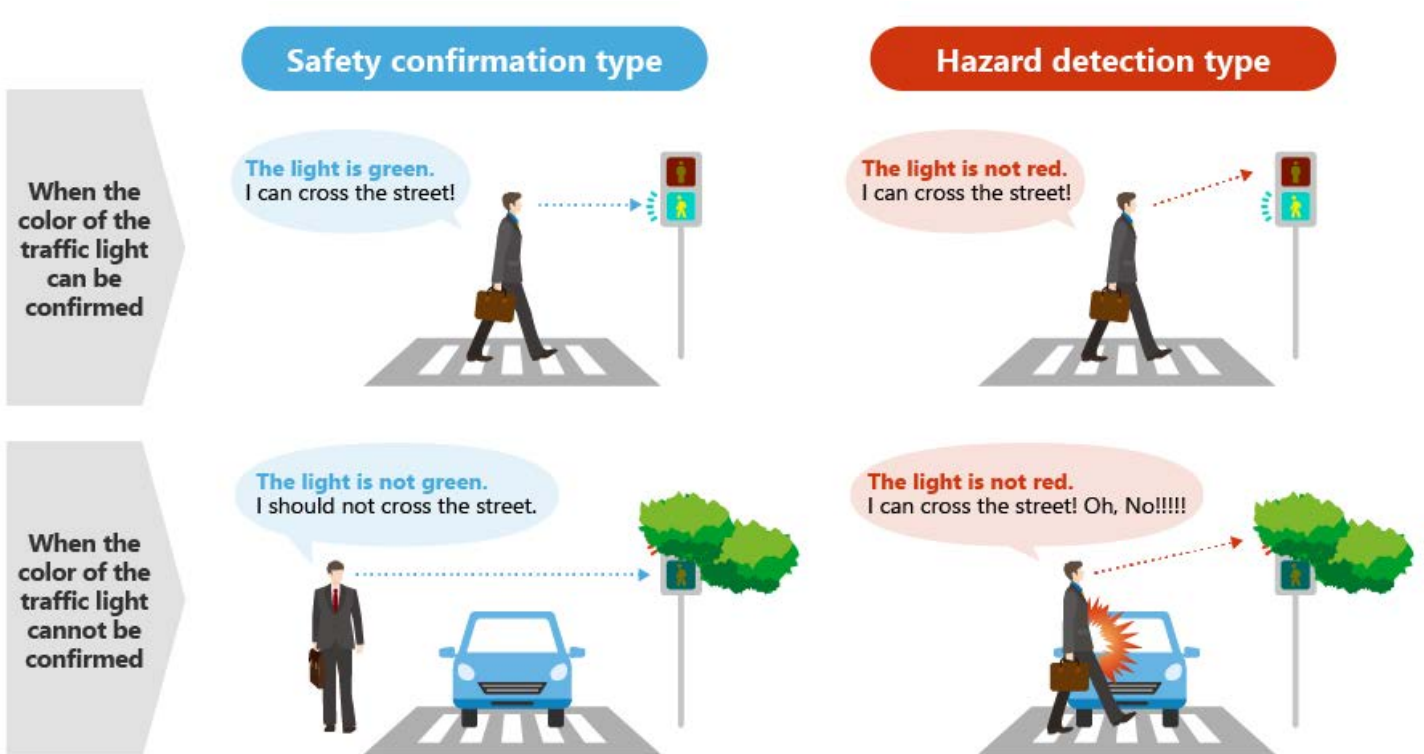 Safety confirmation type
Hazard detection type
When the
color of the
traffic light
can be
confirmed
The light is green.
I can cross the street!
The light is not red.
I can cross the street!
When the
color of the
traffic light
cannot be
confirmed
The light is not green.
I should not cross the street.
The light is not red.
I can cross the street! Oh, No!!!!!